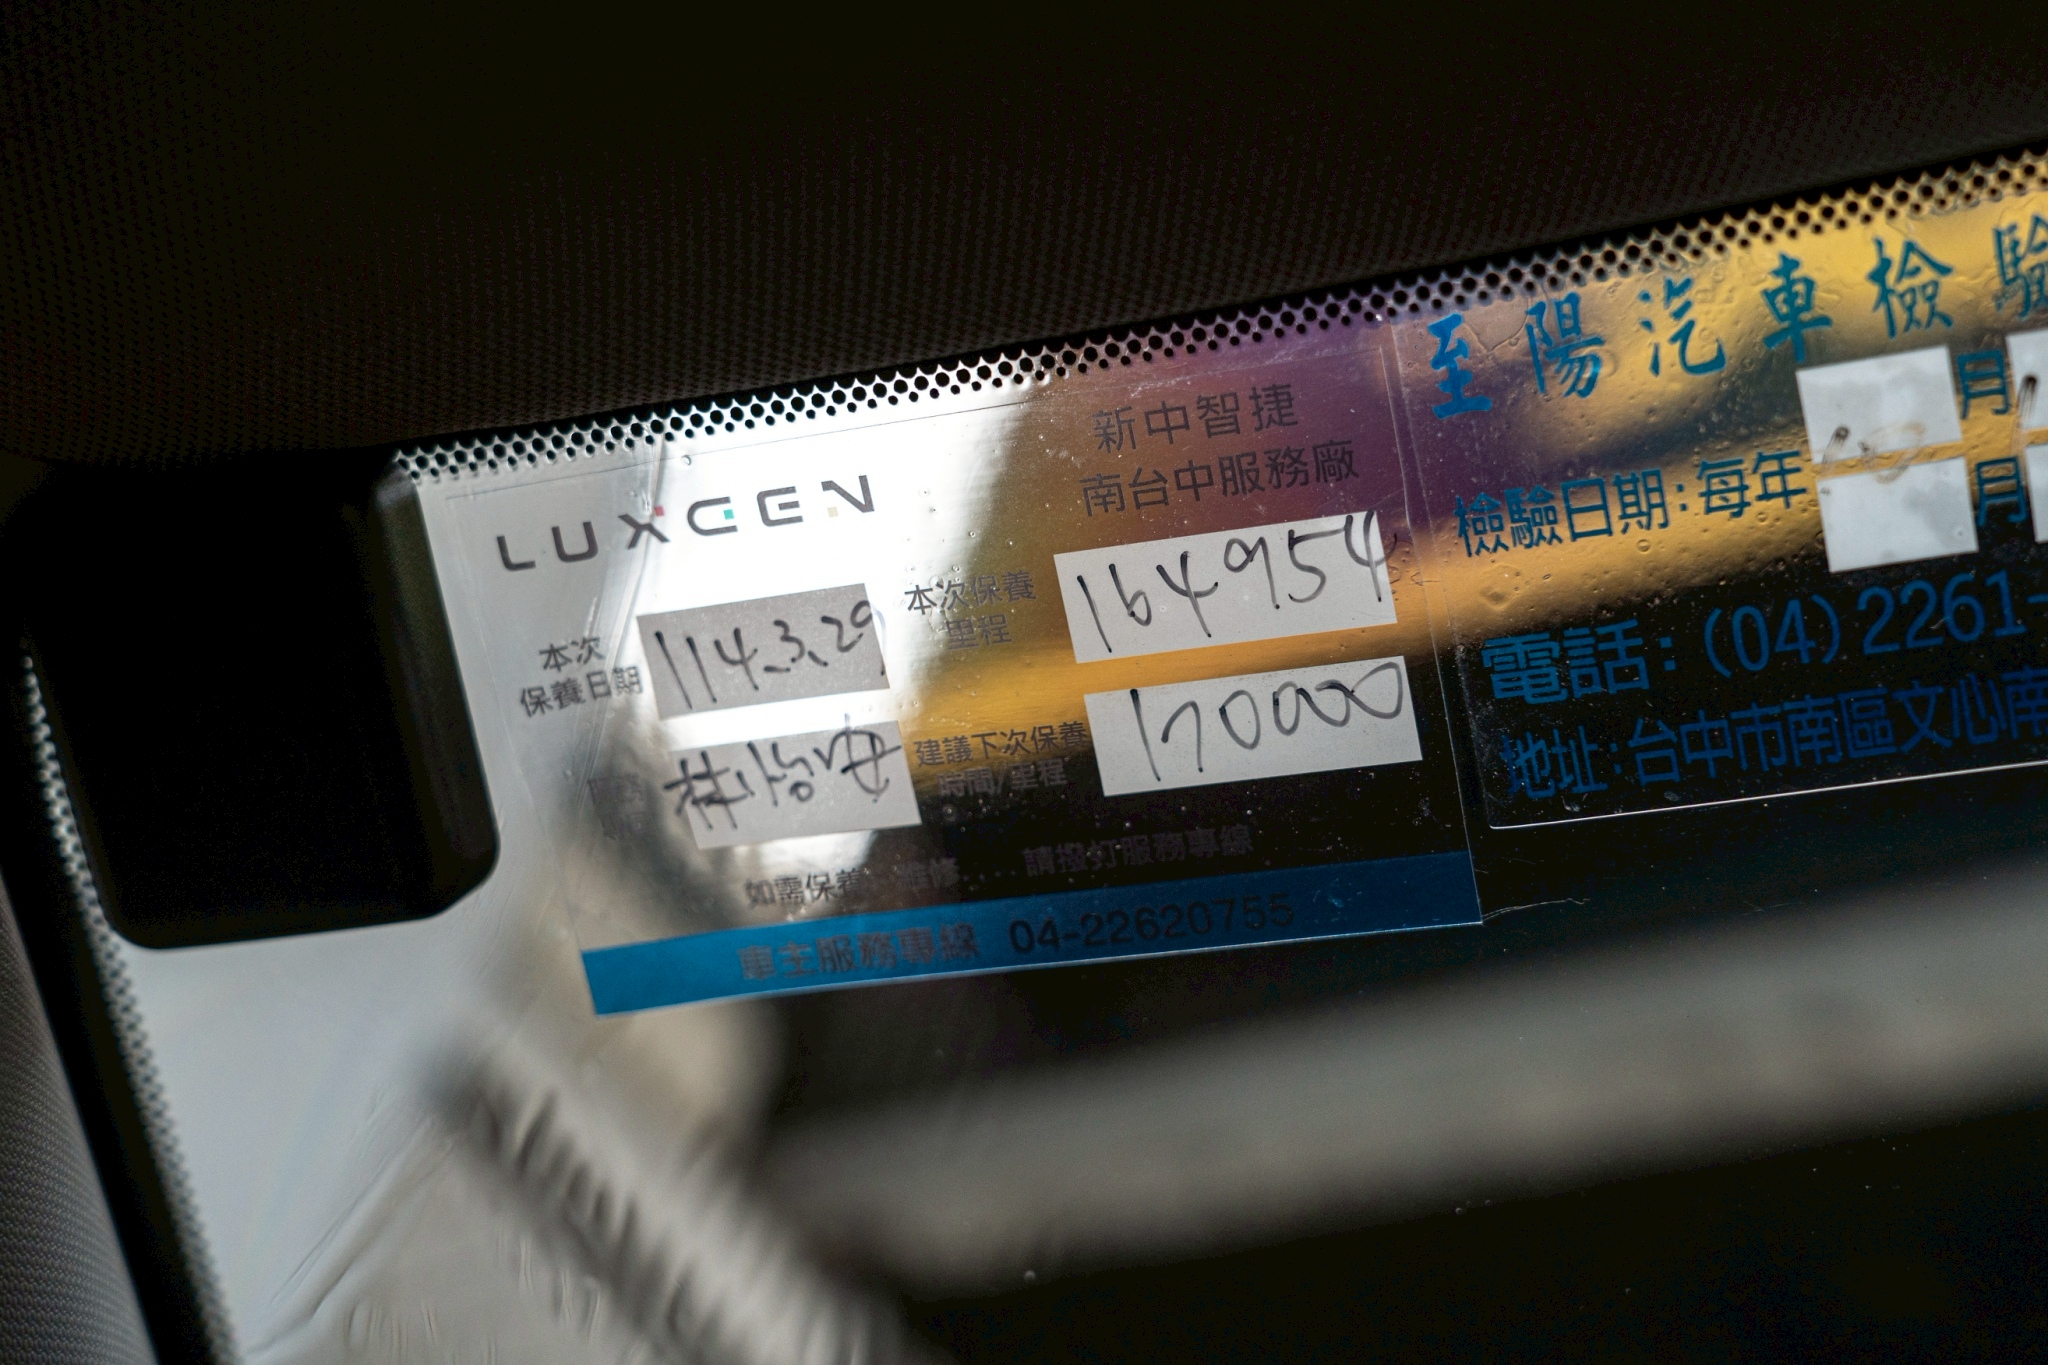 LUXGEN
新中智捷
南台中服務廠
本次
保養日期
114.3.29
本次保養
里程
164954
建議下次保養
時間/里程
170000
如需保養 維修....請撥打服務專線
車主服務專線 04-22620755
至陽汽車檢驗
檢驗日期:每年
月
月
電話:(04)2261-
地址:台中市南區文心南